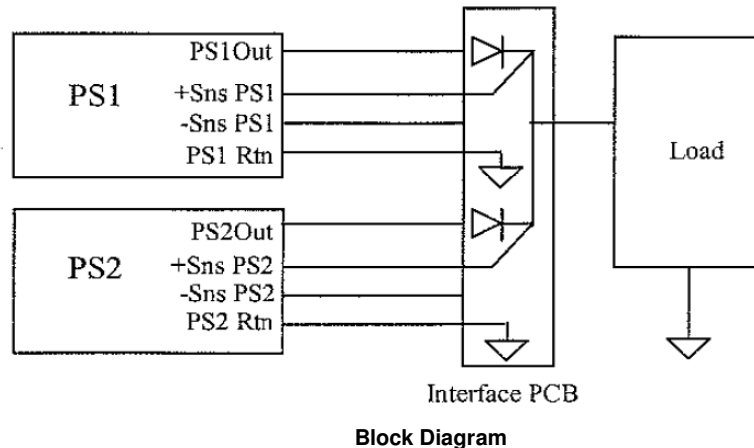 PS1
PS1Out
+Sns PS1
-Sns PS1
PS1 Rtn
PS2
PS2Out
+Sns PS2
-Sns PS2
PS2 Rtn
Load
Interface PCB
Block Diagram